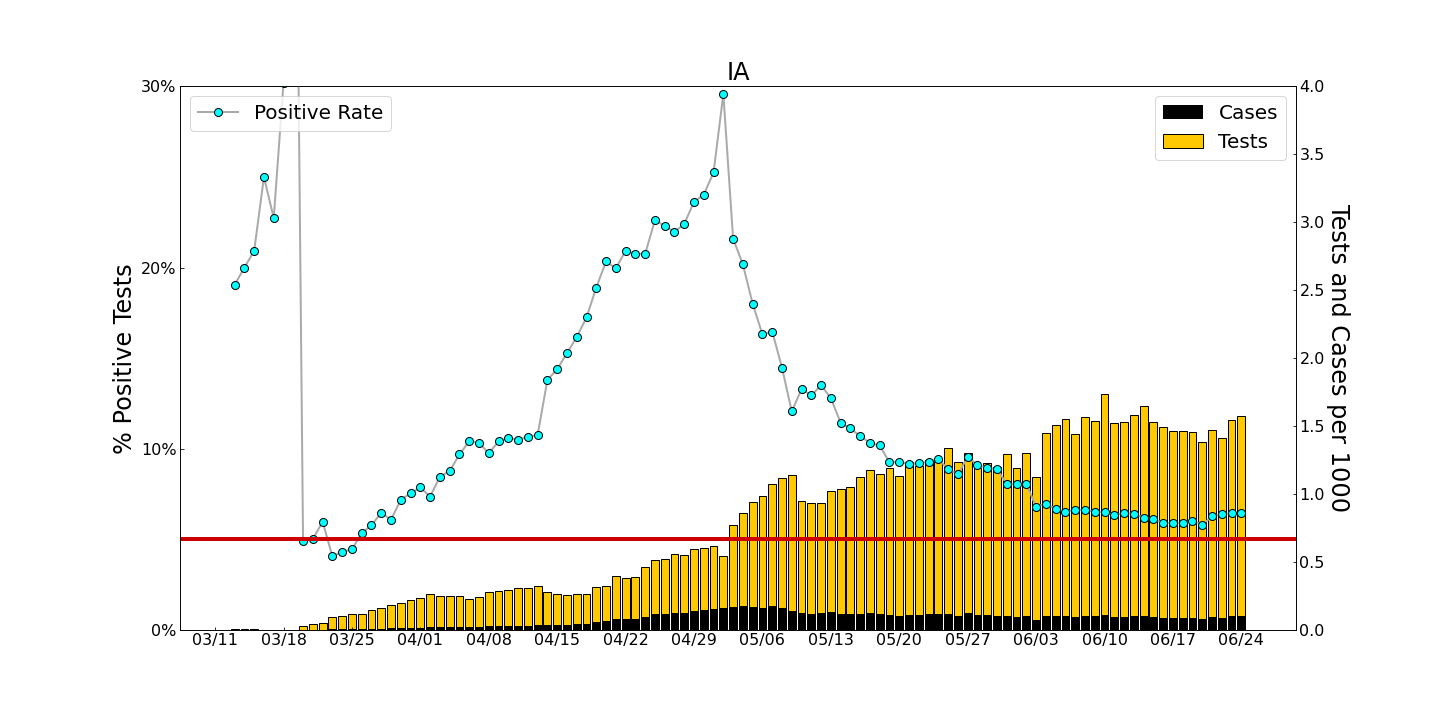 IA
30%
20%
10%
0%
% Positive Tests
Positive Rate
Cases
Tests
4.0
3.5
3.0
2.5
2.0
1.5
1.0
0.5
0.0
Tests and Cases per 1000
03/11 03/18 03/25 04/01 04/08 04/15 04/22 04/29 05/06 05/13 05/20 05/27 06/03 06/10 06/17 06/24